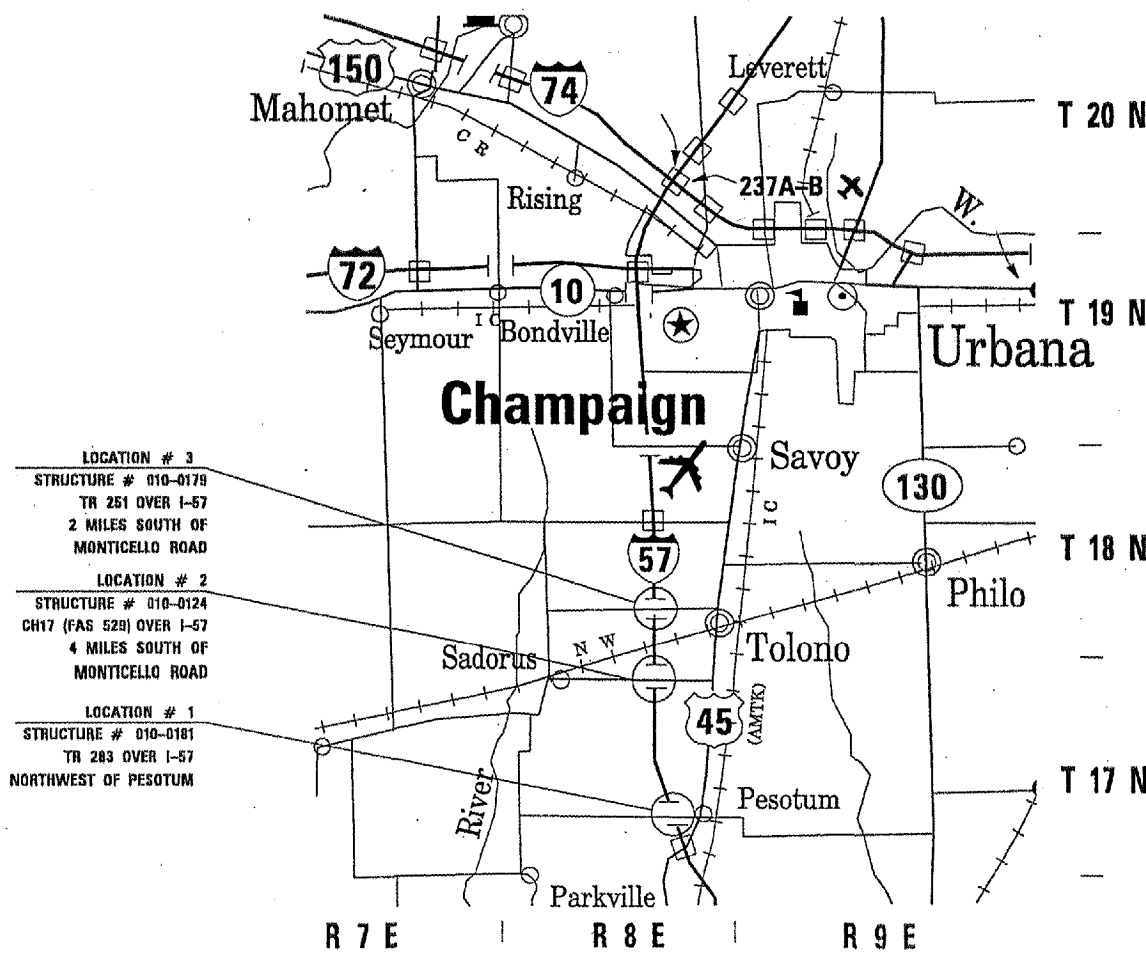 150
Mahomet
74
Leverett
T 20 N
C R
Rising
237A-B
W.
72
10
I C
Seymour
Bondville
T 19 N
Urbana
Champaign
Savoy
130
I C
LOCATION # 3
STRUCTURE # 010-0179
TR 251 OVER I-57
2 MILES SOUTH OF
MONTICELLO ROAD
57
T 18 N
Philo
LOCATION # 2
STRUCTURE # 010-0124
CH17 (FAS 529) OVER I-57
4 MILES SOUTH OF
MONTICELLO ROAD
N W
Sadorus
Tolono
45
(AMTK)
LOCATION # 1
STRUCTURE # 010-0181
TR 283 OVER I-57
NORTHWEST OF PESOTUM
River
Pesotum
T 17 N
Parkville
R 7 E
R 8 E
R 9 E